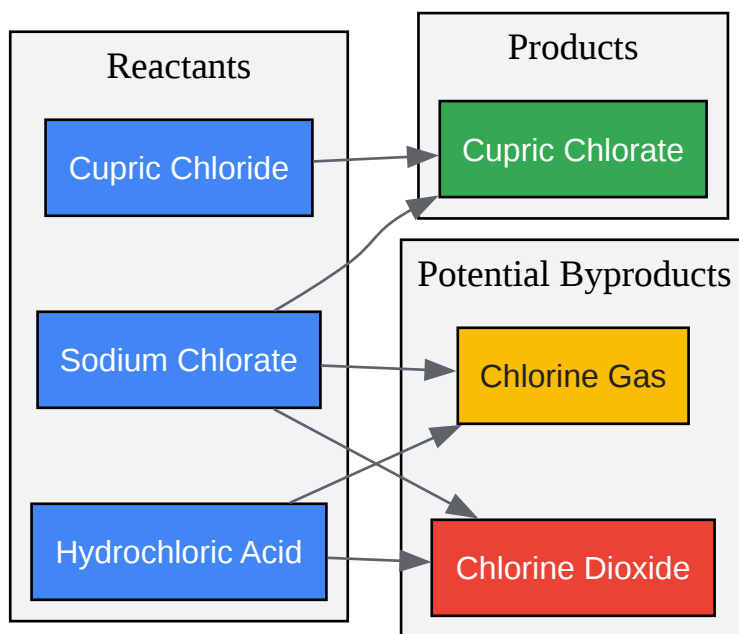 Reactants
Cupric Chloride
Sodium Chlorate
Hydrochloric Acid
Products
Cupric Chlorate
Potential Byproducts
Chlorine Gas
Chlorine Dioxide